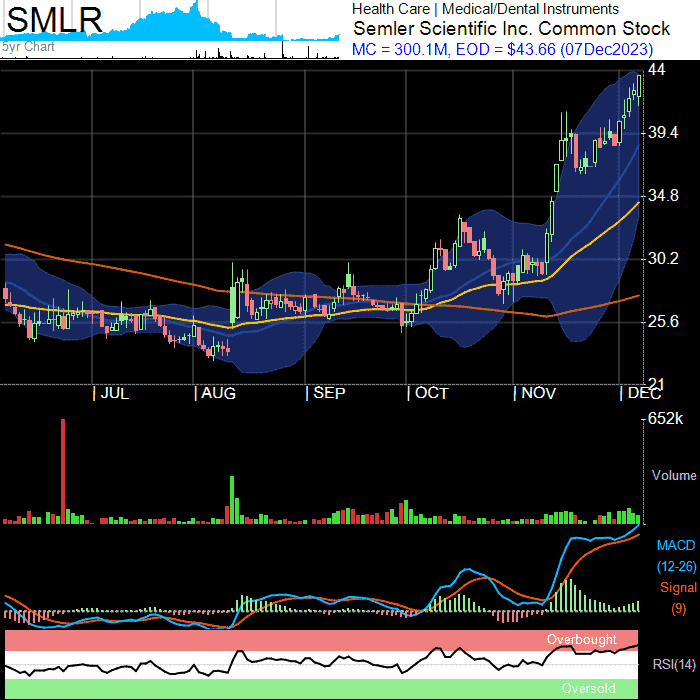 SMLR
5yr Chart
Health Care | Medical/Dental Instruments
Semler Scientific Inc. Common Stock
MC = 300.1M, EOD = $43.66 (07Dec2023)
44
39.4
34.8
30.2
25.6
21
| JUL | AUG | SEP | OCT | NOV | DEC
652k
Volume
MACD
(12-26)
Signal
(9)
Overbought
RSI(14)
Oversold